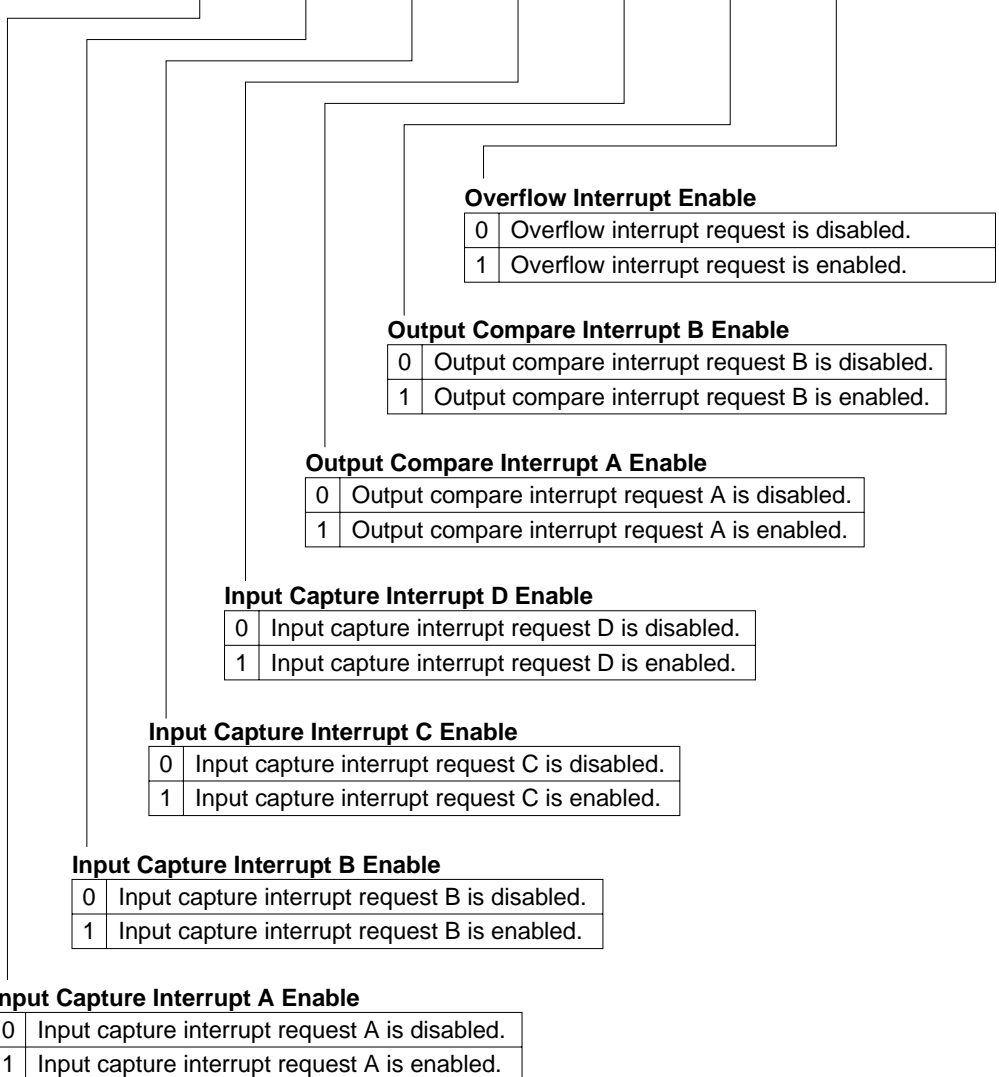 Overflow Interrupt Enable
0 Overflow interrupt request is disabled.
1 Overflow interrupt request is enabled.
Output Compare Interrupt B Enable
0 Output compare interrupt request B is disabled.
1 Output compare interrupt request B is enabled.
Output Compare Interrupt A Enable
0 Output compare interrupt request A is disabled.
1 Output compare interrupt request A is enabled.
Input Capture Interrupt D Enable
0 Input capture interrupt request D is disabled.
1 Input capture interrupt request D is enabled.
Input Capture Interrupt C Enable
0 Input capture interrupt request C is disabled.
1 Input capture interrupt request C is enabled.
Input Capture Interrupt B Enable
0 Input capture interrupt request B is disabled.
1 Input capture interrupt request B is enabled.
Input Capture Interrupt A Enable
0 Input capture interrupt request A is disabled.
1 Input capture interrupt request A is enabled.